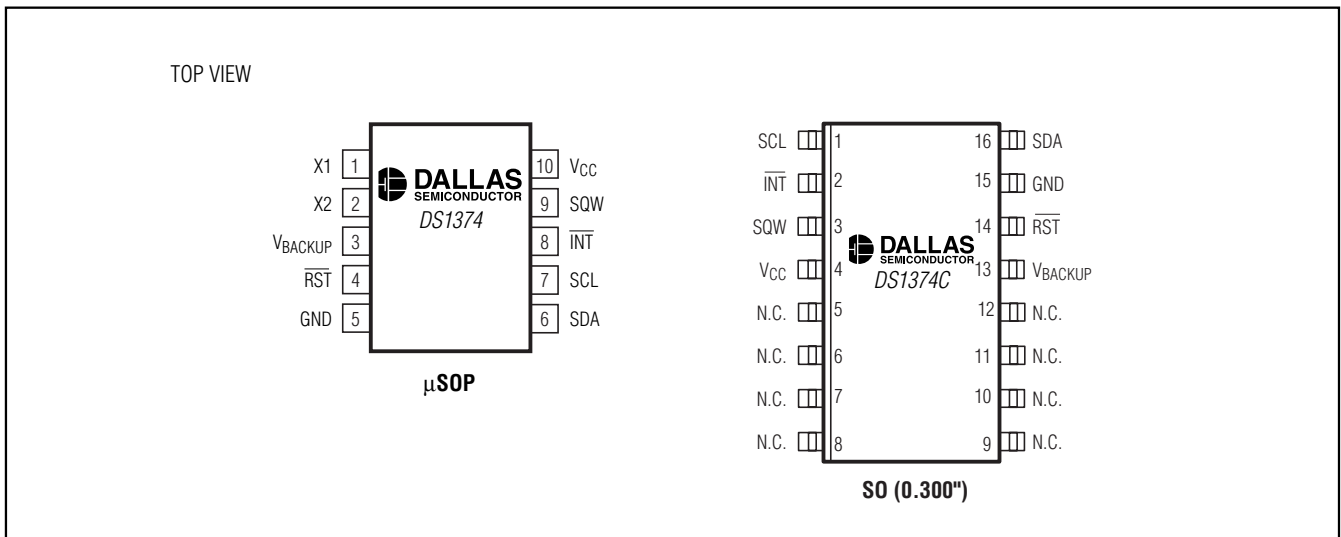 TOP VIEW
X1 1
X2 2
VBACKUP 3
RST 4
GND 5
10 VCC
9 SQW
8 INT
7 SCL
6 SDA
DALLAS
SEMICONDUCTOR
DS1374
µSOP
SCL 1
INT 2
SQW 3
VCC 4
N.C. 5
N.C. 6
N.C. 7
N.C. 8
16 SDA
15 GND
14 RST
13 VBACKUP
12 N.C.
11 N.C.
10 N.C.
9 N.C.
DALLAS
SEMICONDUCTOR
DS1374C
SO (0.300")